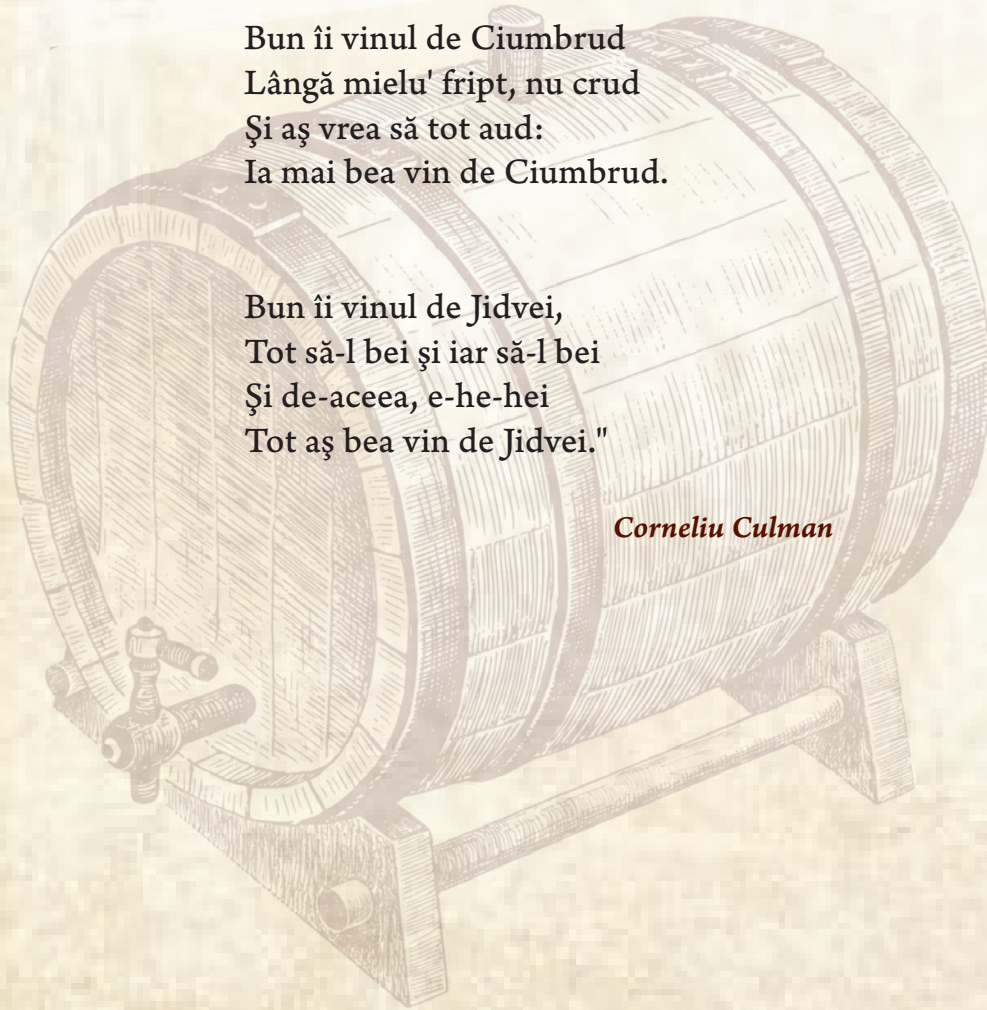 Bun îi vinul de Ciumbrud
Lângă mielu' fript, nu crud
Şi aş vrea să tot aud:
Ia mai bea vin de Ciumbrud.
Bun îi vinul de Jidvei,
Tot să-l bei şi iar să-l bei
Şi de-aceea, e-he-hei
Tot aş bea vin de Jidvei."
Corneliu Culman